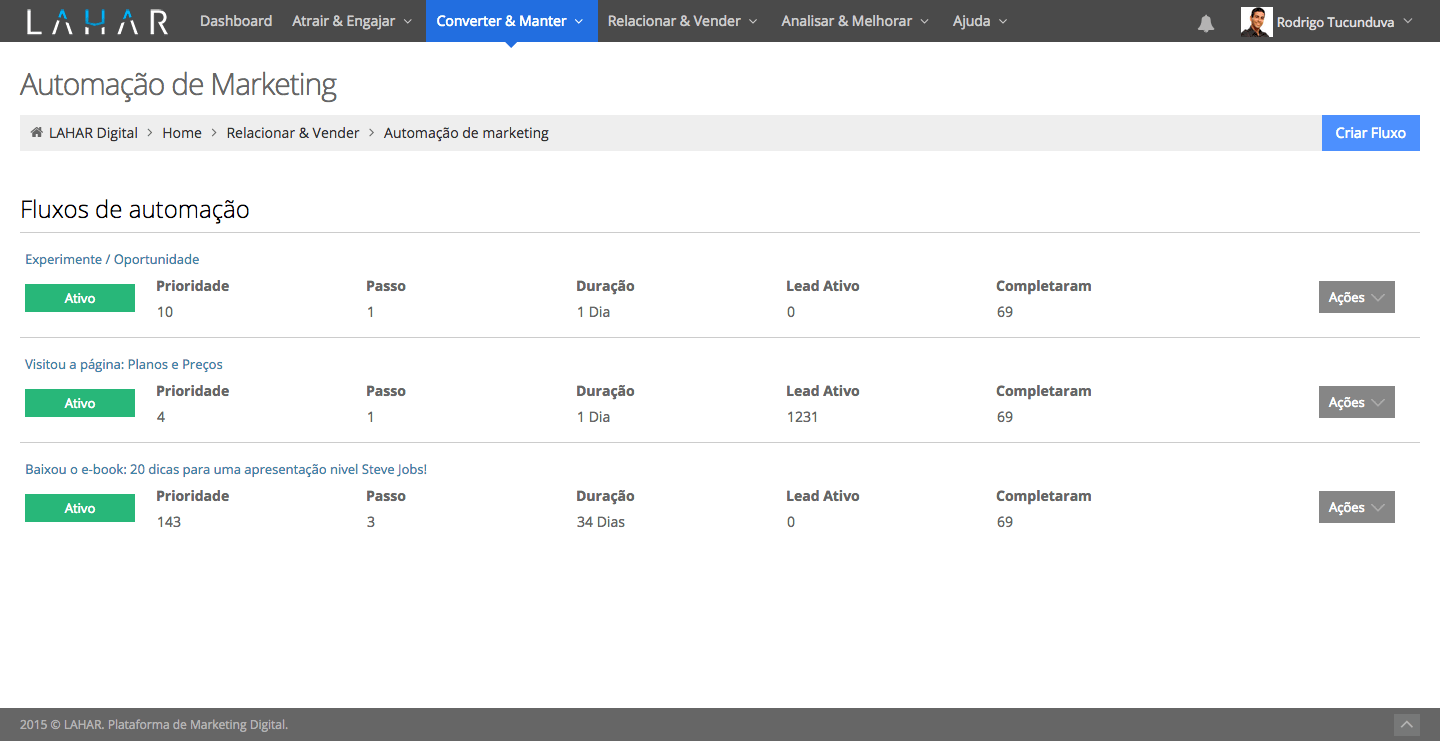 LAHAR Dashboard Atrair & Engajar Converter & Manter Relacionar & Vender Analisar & Melhorar Ajuda Rodrigo Tucunduva
Automação de Marketing
LAHAR Digital > Home > Relacionar & Vender > Automação de marketing Criar Fluxo
Fluxos de automação
Experimente / Oportunidade
Prioridade Passo Duração Lead Ativo Completaram
Ativo Ações
10 1 1 Dia 0 69
Visitou a página: Planos e Preços
Prioridade Passo Duração Lead Ativo Completaram
Ativo Ações
4 1 1 Dia 1231 69
Baixou o e-book: 20 dicas para uma apresentação nivel Steve Jobs!
Prioridade Passo Duração Lead Ativo Completaram
Ativo Ações
143 3 34 Dias 0 69
2015 © LAHAR. Plataforma de Marketing Digital.